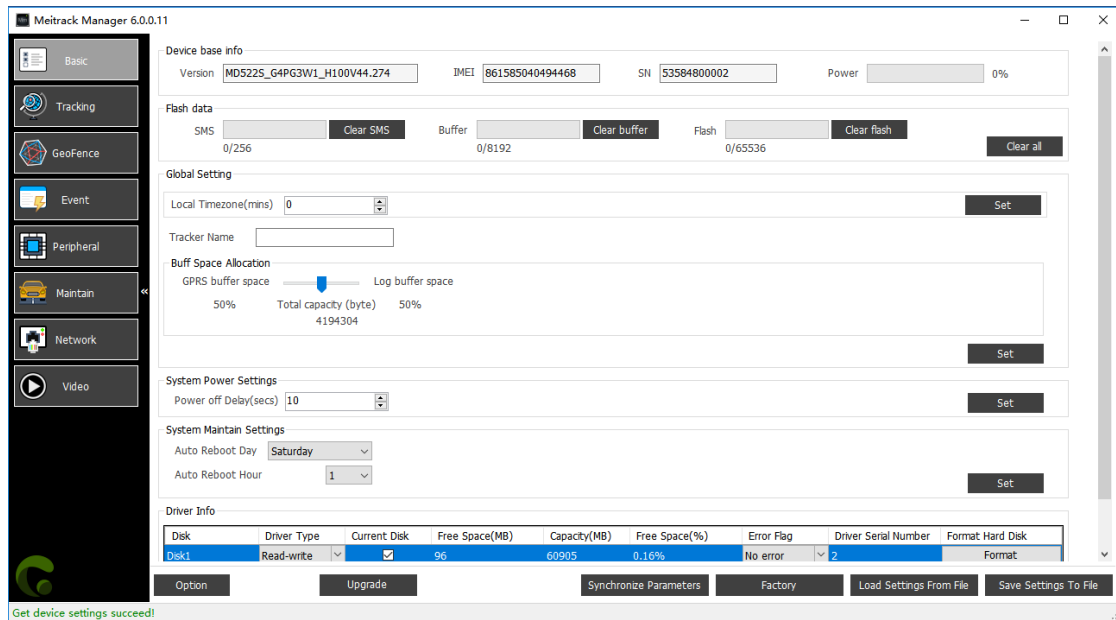 Meitrack Manager 6.0.0.11
Basic
Tracking
GeoFence
Event
Peripheral
Maintain
«
Network
Video
Device base info
Version MD522S_G4PG3W1_H100V44.274 IMEI 861585040494468 SN 53584800002 Power 0%
Flash data
SMS Clear SMS Buffer Clear buffer Flash Clear flash
0/256 0/8192 0/65536 Clear all
Global Setting
Local Timezone(mins) 0 Set
Tracker Name
Buff Space Allocation
GPRS buffer space Log buffer space
50% Total capacity (byte) 50%
4194304
Set
System Power Settings
Power off Delay(secs) 10 Set
System Maintain Settings
Auto Reboot Day Saturday
Auto Reboot Hour 1
Set
Driver Info
Disk Driver Type Current Disk Free Space(MB) Capacity(MB) Free Space(%) Error Flag Driver Serial Number Format Hard Disk
Disk1 Read-write 96 60905 0.16% No error 2 Format
Option Upgrade Synchronize Parameters Factory Load Settings From File Save Settings To File
Get device settings succeed!